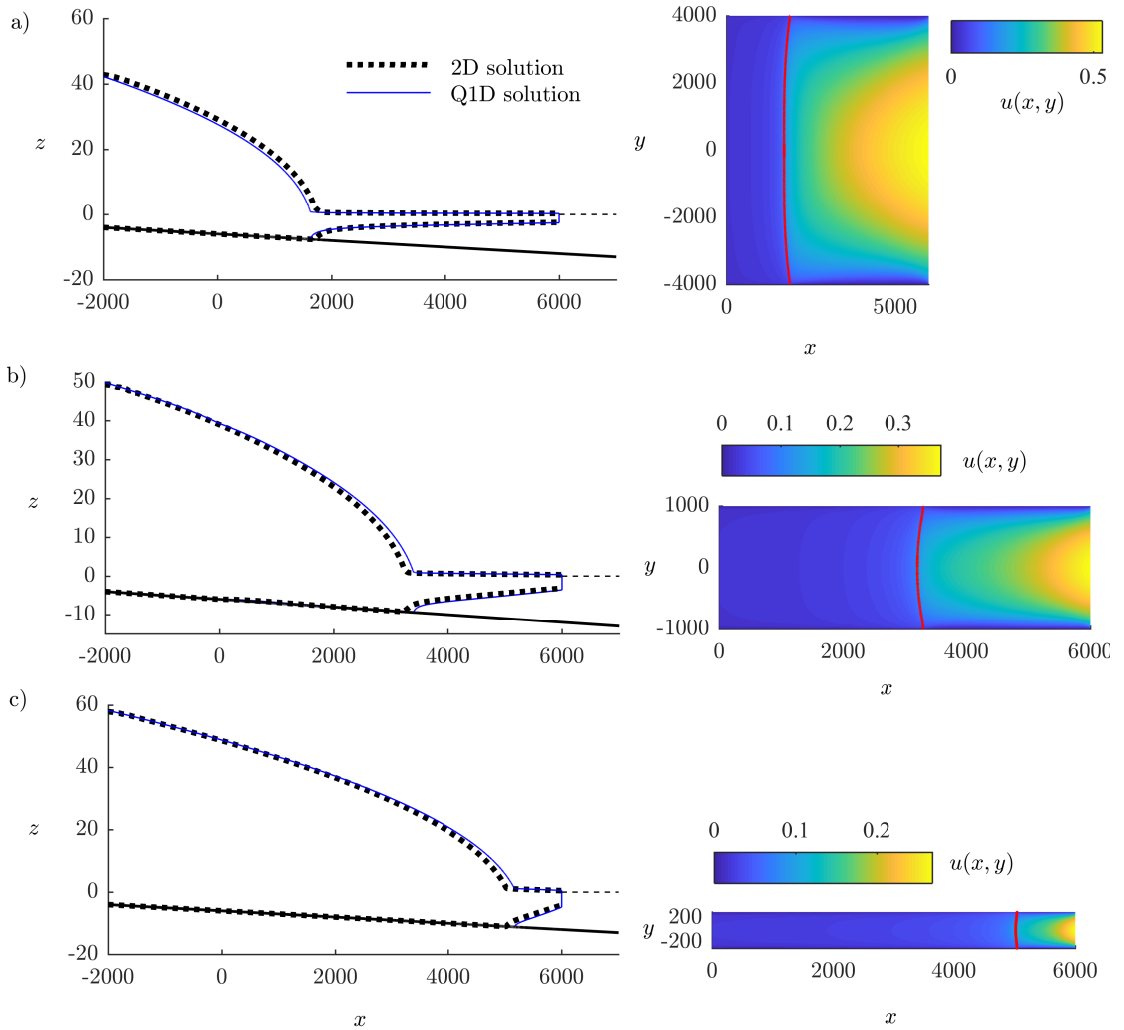 a)
60
40
20
0
-20
z
-2000 0 2000 4000 6000
2D solution
Q1D solution
4000
2000
0
-2000
-4000
y
0 5000
x
0 0.5
u(x, y)
b)
50
40
30
20
10
0
-10
z
-2000 0 2000 4000 6000
0 0.1 0.2 0.3
u(x, y)
1000
0
-1000
y
0 2000 4000 6000
x
c)
60
40
20
0
-20
z
-2000 0 2000 4000 6000
x
0 0.1 0.2
u(x, y)
200
-200
y
0 2000 4000 6000
x